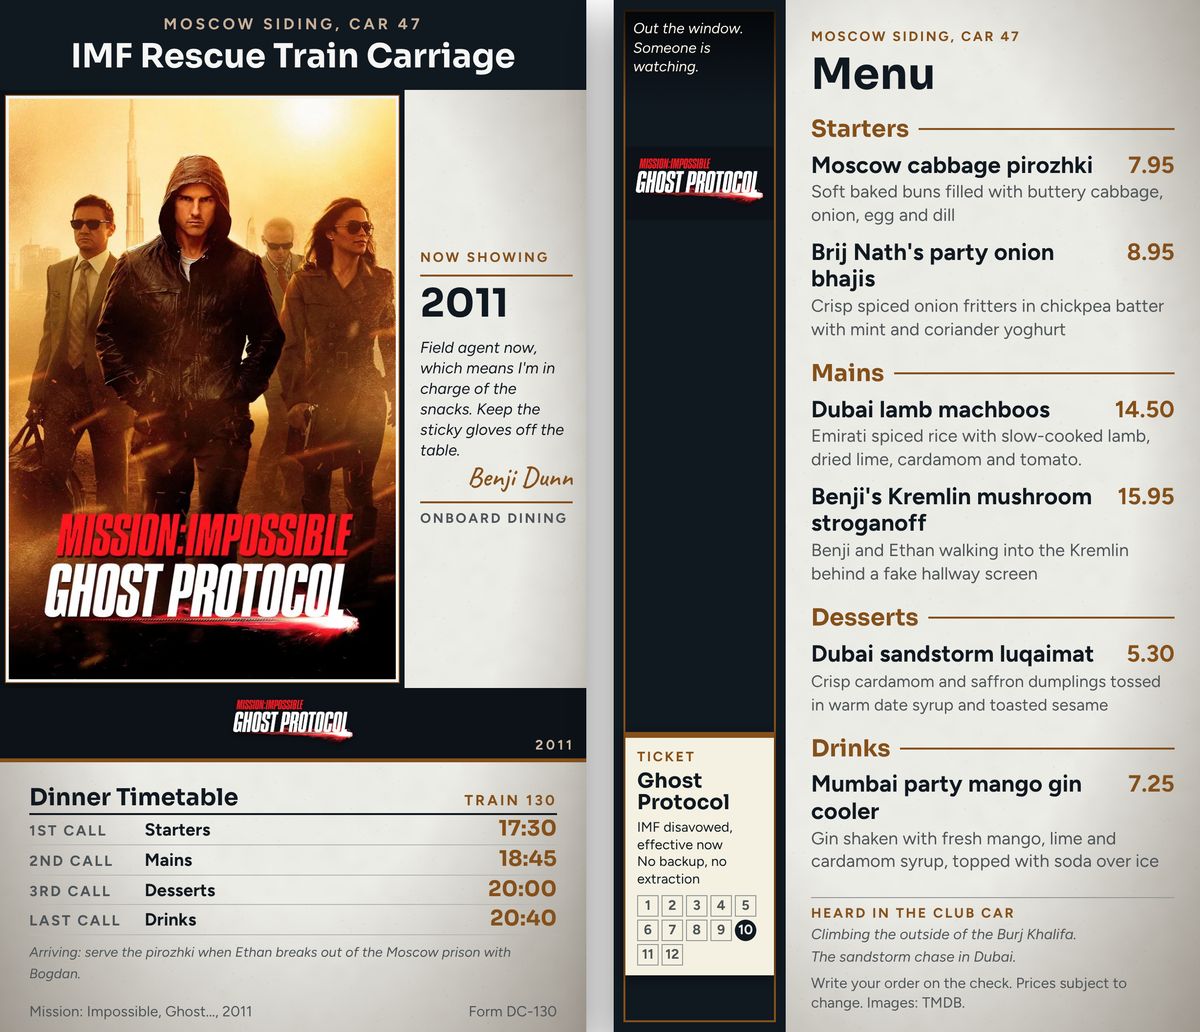 MOSCOW SIDING, CAR 47
IMF Rescue Train Carriage
MISSION: IMPOSSIBLE
GHOST PROTOCOL
NOW SHOWING
2011
Field agent now,
which means I'm in
charge of the
snacks. Keep the
sticky gloves off the
table.
Benji Dunn
ONBOARD DINING
MISSION: IMPOSSIBLE
GHOST PROTOCOL
2011
Dinner Timetable TRAIN 130
1ST CALL Starters 17:30
2ND CALL Mains 18:45
3RD CALL Desserts 20:00
LAST CALL Drinks 20:40
Arriving: serve the pirozhki when Ethan breaks out of the Moscow prison with
Bogdan.
Mission: Impossible, Ghost..., 2011 Form DC-130
Out the window.
Someone is
watching.
MISSION: IMPOSSIBLE
GHOST PROTOCOL
TICKET
Ghost
Protocol
IMF disavowed,
effective now
No backup, no
extraction
1 2 3 4 5
6 7 8 9 10
11 12
MOSCOW SIDING, CAR 47
Menu
Starters
Moscow cabbage pirozhki 7.95
Soft baked buns filled with buttery cabbage,
onion, egg and dill
Brij Nath's party onion 8.95
bhajis
Crisp spiced onion fritters in chickpea batter
with mint and coriander yoghurt
Mains
Dubai lamb machboos 14.50
Emirati spiced rice with slow-cooked lamb,
dried lime, cardamom and tomato.
Benji's Kremlin mushroom 15.95
stroganoff
Benji and Ethan walking into the Kremlin
behind a fake hallway screen
Desserts
Dubai sandstorm luqaimat 5.30
Crisp cardamom and saffron dumplings tossed
in warm date syrup and toasted sesame
Drinks
Mumbai party mango gin 7.25
cooler
Gin shaken with fresh mango, lime and
cardamom syrup, topped with soda over ice
HEARD IN THE CLUB CAR
Climbing the outside of the Burj Khalifa.
The sandstorm chase in Dubai.
Write your order on the check. Prices subject to
change. Images: TMDB.